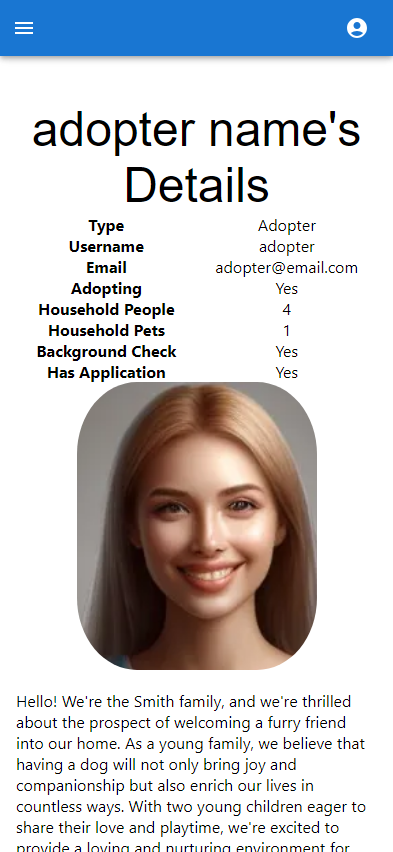 adopter name's
Details
Type Adopter
Username adopter
Email adopter@email.com
Adopting Yes
Household People 4
Household Pets 1
Background Check Yes
Has Application Yes
Hello! We're the Smith family, and we're thrilled
about the prospect of welcoming a furry friend
into our home. As a young family, we believe that
having a dog will not only bring joy and
companionship but also enrich our lives in
countless ways. With two young children eager to
share their love and playtime, we're excited to
provide a loving and nurturing environment for